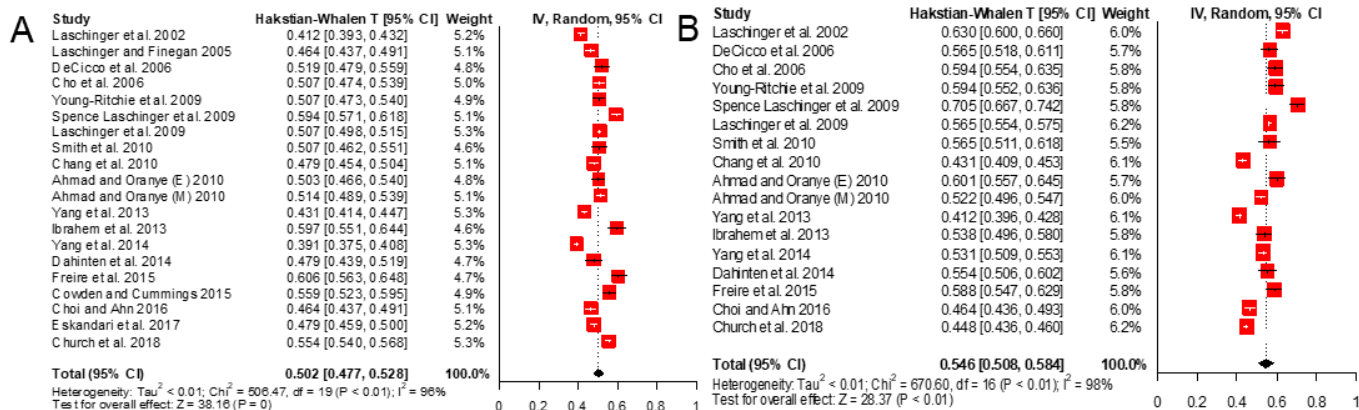 A
Study Hakstian-Whalen T [95% CI] Weight IV, Random, 95% CI
Laschinger et al. 2002 0.412 [0.393, 0.432] 5.2%
Laschinger and Finegan 2005 0.464 [0.437, 0.491] 5.1%
DeCicco et al. 2006 0.519 [0.479, 0.559] 4.8%
Cho et al. 2006 0.507 [0.474, 0.539] 5.0%
Young-Ritchie et al. 2009 0.507 [0.473, 0.540] 4.9%
Spence Laschinger et al. 2009 0.594 [0.571, 0.618] 5.1%
Laschinger et al. 2009 0.507 [0.498, 0.515] 5.3%
Smith et al. 2010 0.507 [0.462, 0.551] 4.6%
Chang et al. 2010 0.479 [0.454, 0.504] 5.1%
Ahmad and Oranye (E) 2010 0.503 [0.466, 0.540] 4.8%
Ahmad and Oranye (M) 2010 0.514 [0.489, 0.539] 5.1%
Yang et al. 2013 0.431 [0.414, 0.447] 5.3%
Ibrahem et al. 2013 0.597 [0.551, 0.644] 4.6%
Yang et al. 2014 0.391 [0.375, 0.408] 5.3%
Dahinten et al. 2014 0.479 [0.439, 0.519] 4.8%
Freire et al. 2015 0.606 [0.563, 0.648] 4.7%
Cowden and Cummings 2015 0.559 [0.523, 0.595] 4.9%
Choi and Ahn 2016 0.464 [0.437, 0.491] 5.1%
Eskandari et al. 2017 0.479 [0.459, 0.500] 5.2%
Church et al. 2018 0.554 [0.540, 0.568] 5.3%
Total (95% CI) 0.502 [0.477, 0.528] 100.0%
Heterogeneity: Tau² < 0.01; Chi² = 506.47, df = 19 (P < 0.01); I² = 96%
Test for overall effect: Z = 38.16 (P = 0)
0 0.2 0.4 0.6 0.8 1
B
Study Hakstian-Whalen T [95% CI] Weight IV, Random, 95% CI
Laschinger et al. 2002 0.630 [0.600, 0.660] 6.0%
DeCicco et al. 2006 0.565 [0.518, 0.611] 5.7%
Cho et al. 2006 0.594 [0.554, 0.635] 5.8%
Young-Ritchie et al. 2009 0.594 [0.552, 0.636] 5.8%
Spence Laschinger et al. 2009 0.705 [0.667, 0.742] 5.8%
Laschinger et al. 2009 0.565 [0.554, 0.575] 6.2%
Smith et al. 2010 0.565 [0.511, 0.618] 5.5%
Chang et al. 2010 0.431 [0.409, 0.453] 6.1%
Ahmad and Oranye (E) 2010 0.601 [0.557, 0.645] 5.7%
Ahmad and Oranye (M) 2010 0.522 [0.496, 0.547] 6.0%
Yang et al. 2013 0.412 [0.396, 0.428] 6.1%
Ibrahem et al. 2013 0.538 [0.496, 0.580] 5.8%
Yang et al. 2014 0.531 [0.509, 0.553] 6.1%
Dahinten et al. 2014 0.554 [0.506, 0.602] 5.6%
Freire et al. 2015 0.588 [0.547, 0.629] 5.8%
Choi and Ahn 2016 0.464 [0.436, 0.493] 6.0%
Church et al. 2018 0.448 [0.436, 0.460] 6.2%
Total (95% CI) 0.546 [0.508, 0.584] 100.0%
Heterogeneity: Tau² < 0.01; Chi² = 670.60, df = 16 (P < 0.01); I² = 98%
Test for overall effect: Z = 28.37 (P < 0.01)
0 0.2 0.4 0.6 0.8 1